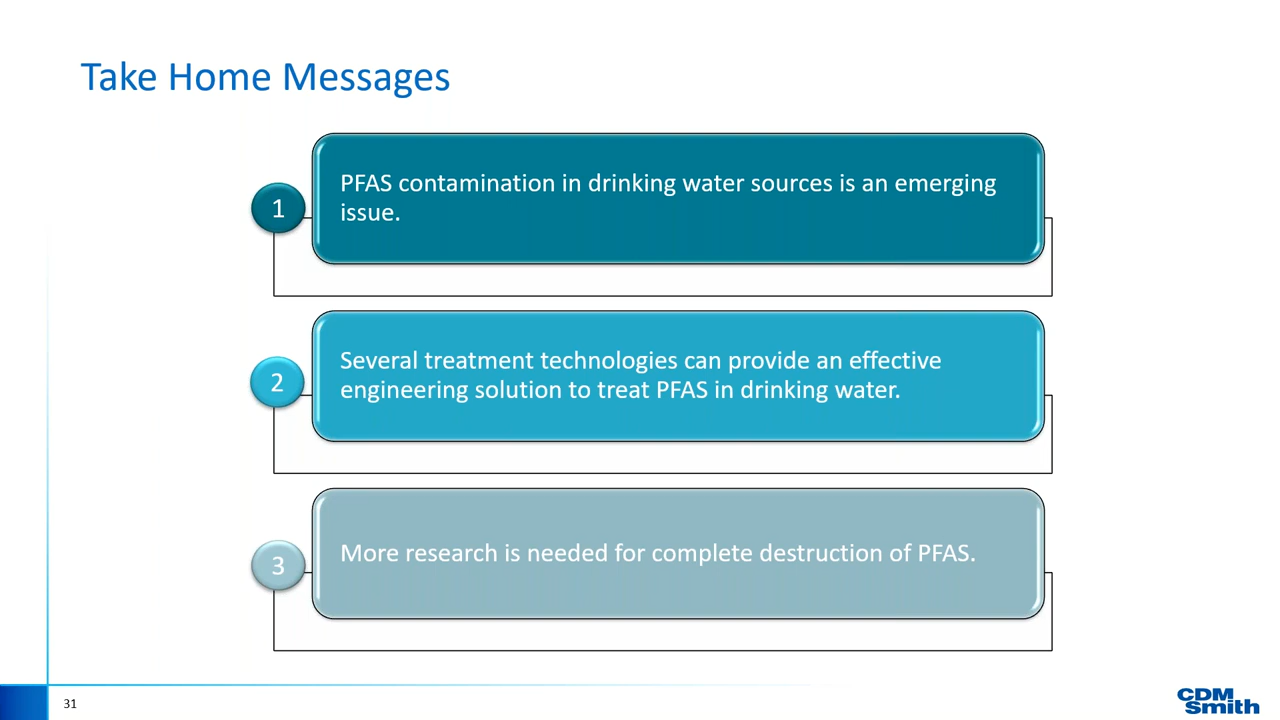 Take Home Messages
1
PFAS contamination in drinking water sources is an emerging
issue.
2
Several treatment technologies can provide an effective
engineering solution to treat PFAS in drinking water.
3
More research is needed for complete destruction of PFAS.
31
CDM
Smith